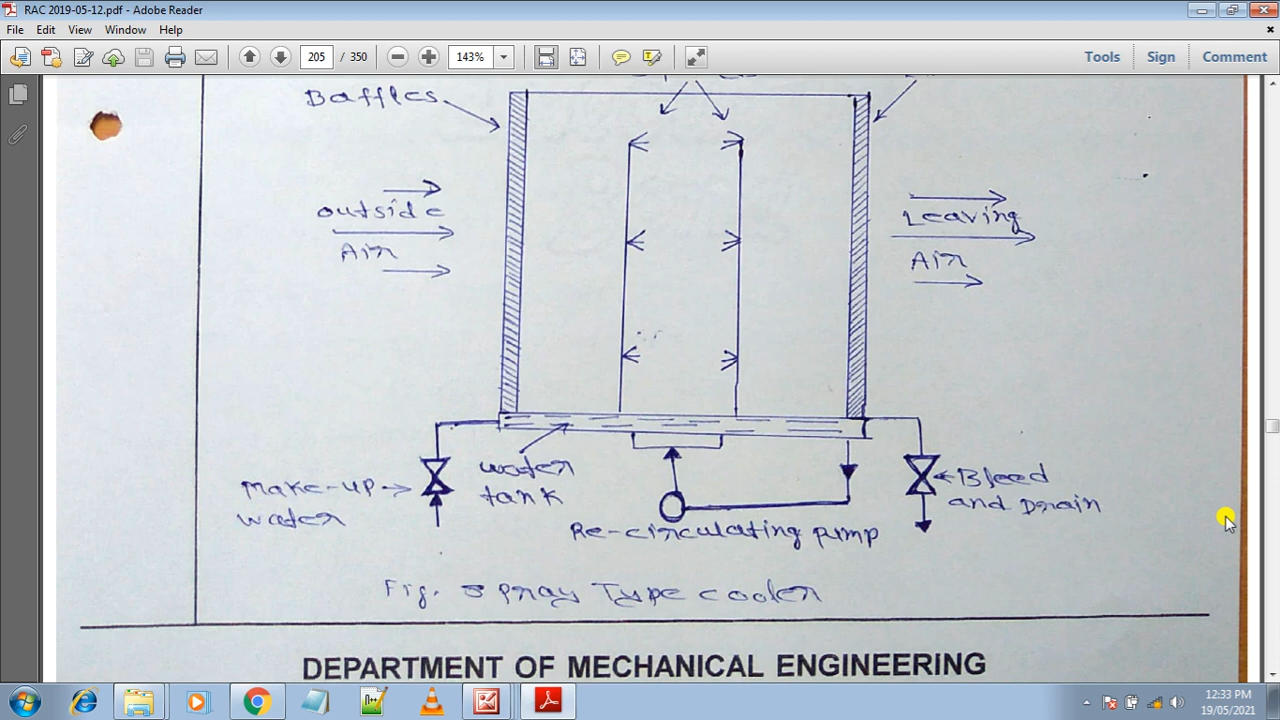 RAC 2019-05-12.pdf - Adobe Reader
File Edit View Window Help
205 / 350 143% Tools Sign Comment
Baffles
outside
Air
Leaving
Air
Make-up
water
water
tank
Re-circulating pump
Bleed
and Drain
Fig. Spray Type cooler
DEPARTMENT OF MECHANICAL ENGINEERING
12:33 PM
19/05/2021